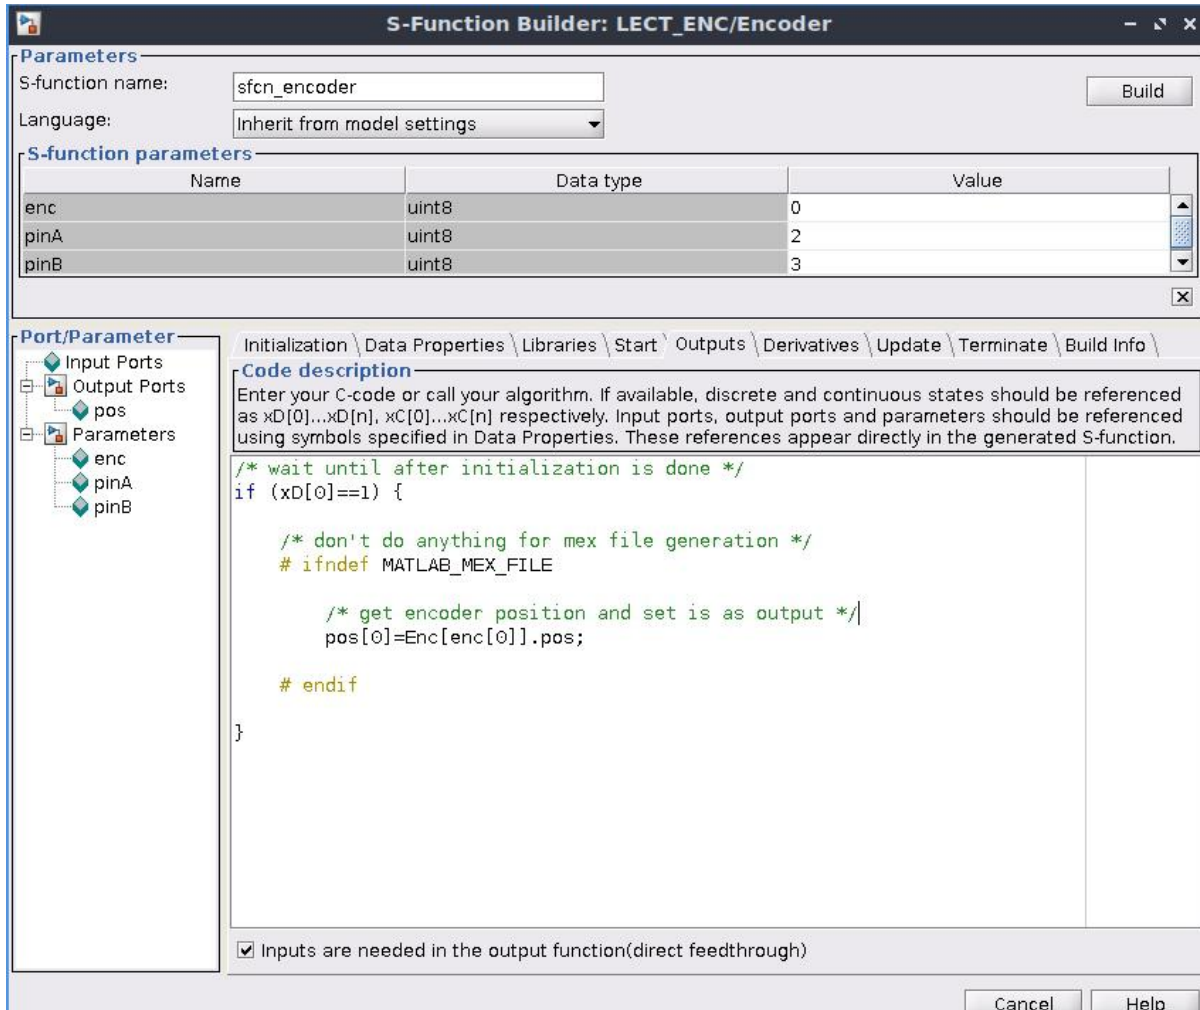 S-Function Builder: LECT_ENC/Encoder
Parameters
S-function name:
sfcn_encoder
Build
Language:
Inherit from model settings
S-function parameters
Name Data type Value
enc uint8 0
pinA uint8 2
pinB uint8 3
Port/Parameter
Input Ports
Output Ports
pos
Parameters
enc
pinA
pinB
Initialization \ Data Properties \ Libraries \ Start \ Outputs \ Derivatives \ Update \ Terminate \ Build Info \
Code description
Enter your C-code or call your algorithm. If available, discrete and continuous states should be referenced
as xD[0]...xD[n], xC[0]...xC[n] respectively. Input ports, output ports and parameters should be referenced
using symbols specified in Data Properties. These references appear directly in the generated S-function.
/* wait until after initialization is done */
if (xD[0]==1) {
/* don't do anything for mex file generation */
# ifndef MATLAB_MEX_FILE
/* get encoder position and set is as output */
pos[0]=Enc[enc[0]].pos;
# endif
}
Inputs are needed in the output function(direct feedthrough)
Cancel Help